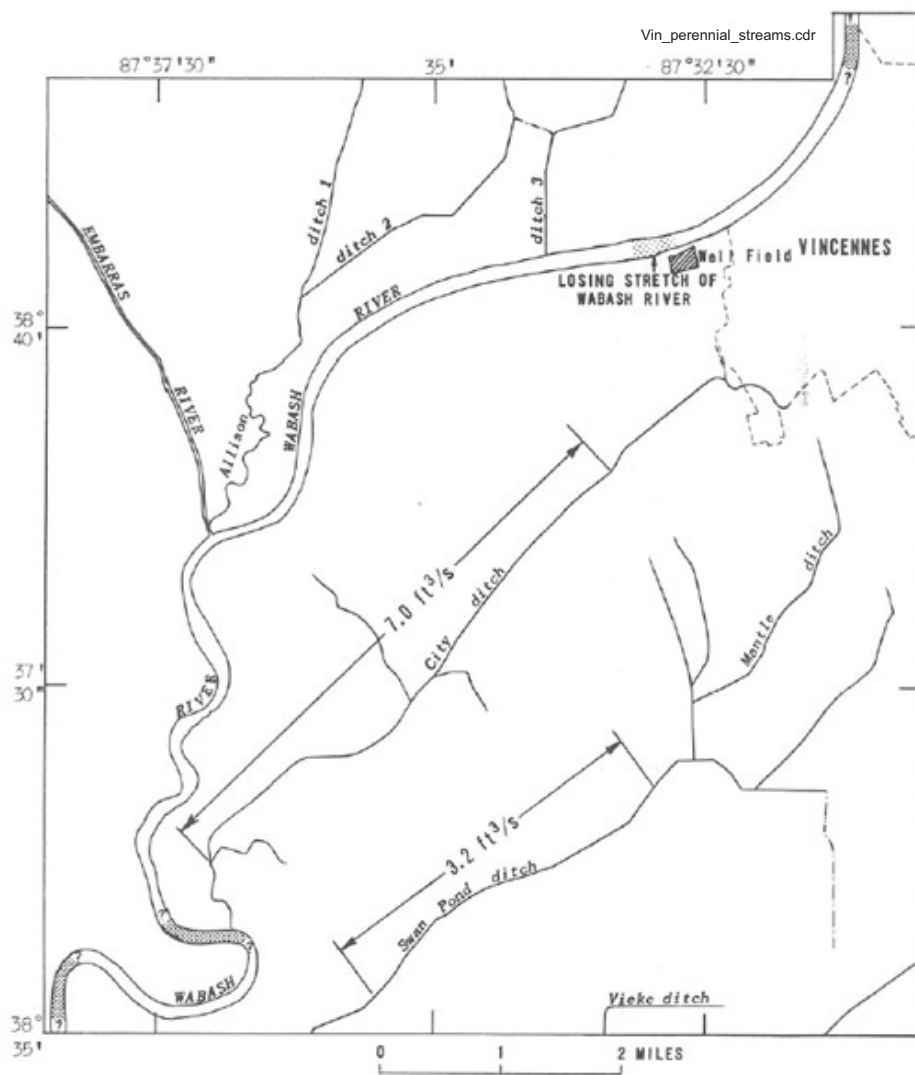 Vin_perennial_streams.cdr
87°37'30"
35'
87°32'30"
?
ditch 1
ditch 2
ditch 3
EMBARRAS
RIVER
Well Field
VINCENNES
LOSING STRETCH OF
WABASH RIVER
RIVER
38°
40'
WABASH
Allison
7.0 ft³/s
City ditch
Mantle ditch
37'
30"
RIVER
3.2 ft³/s
Swan Pond ditch
?
?
?
WABASH
?
Vieke ditch
38°
35'
0 1 2 MILES